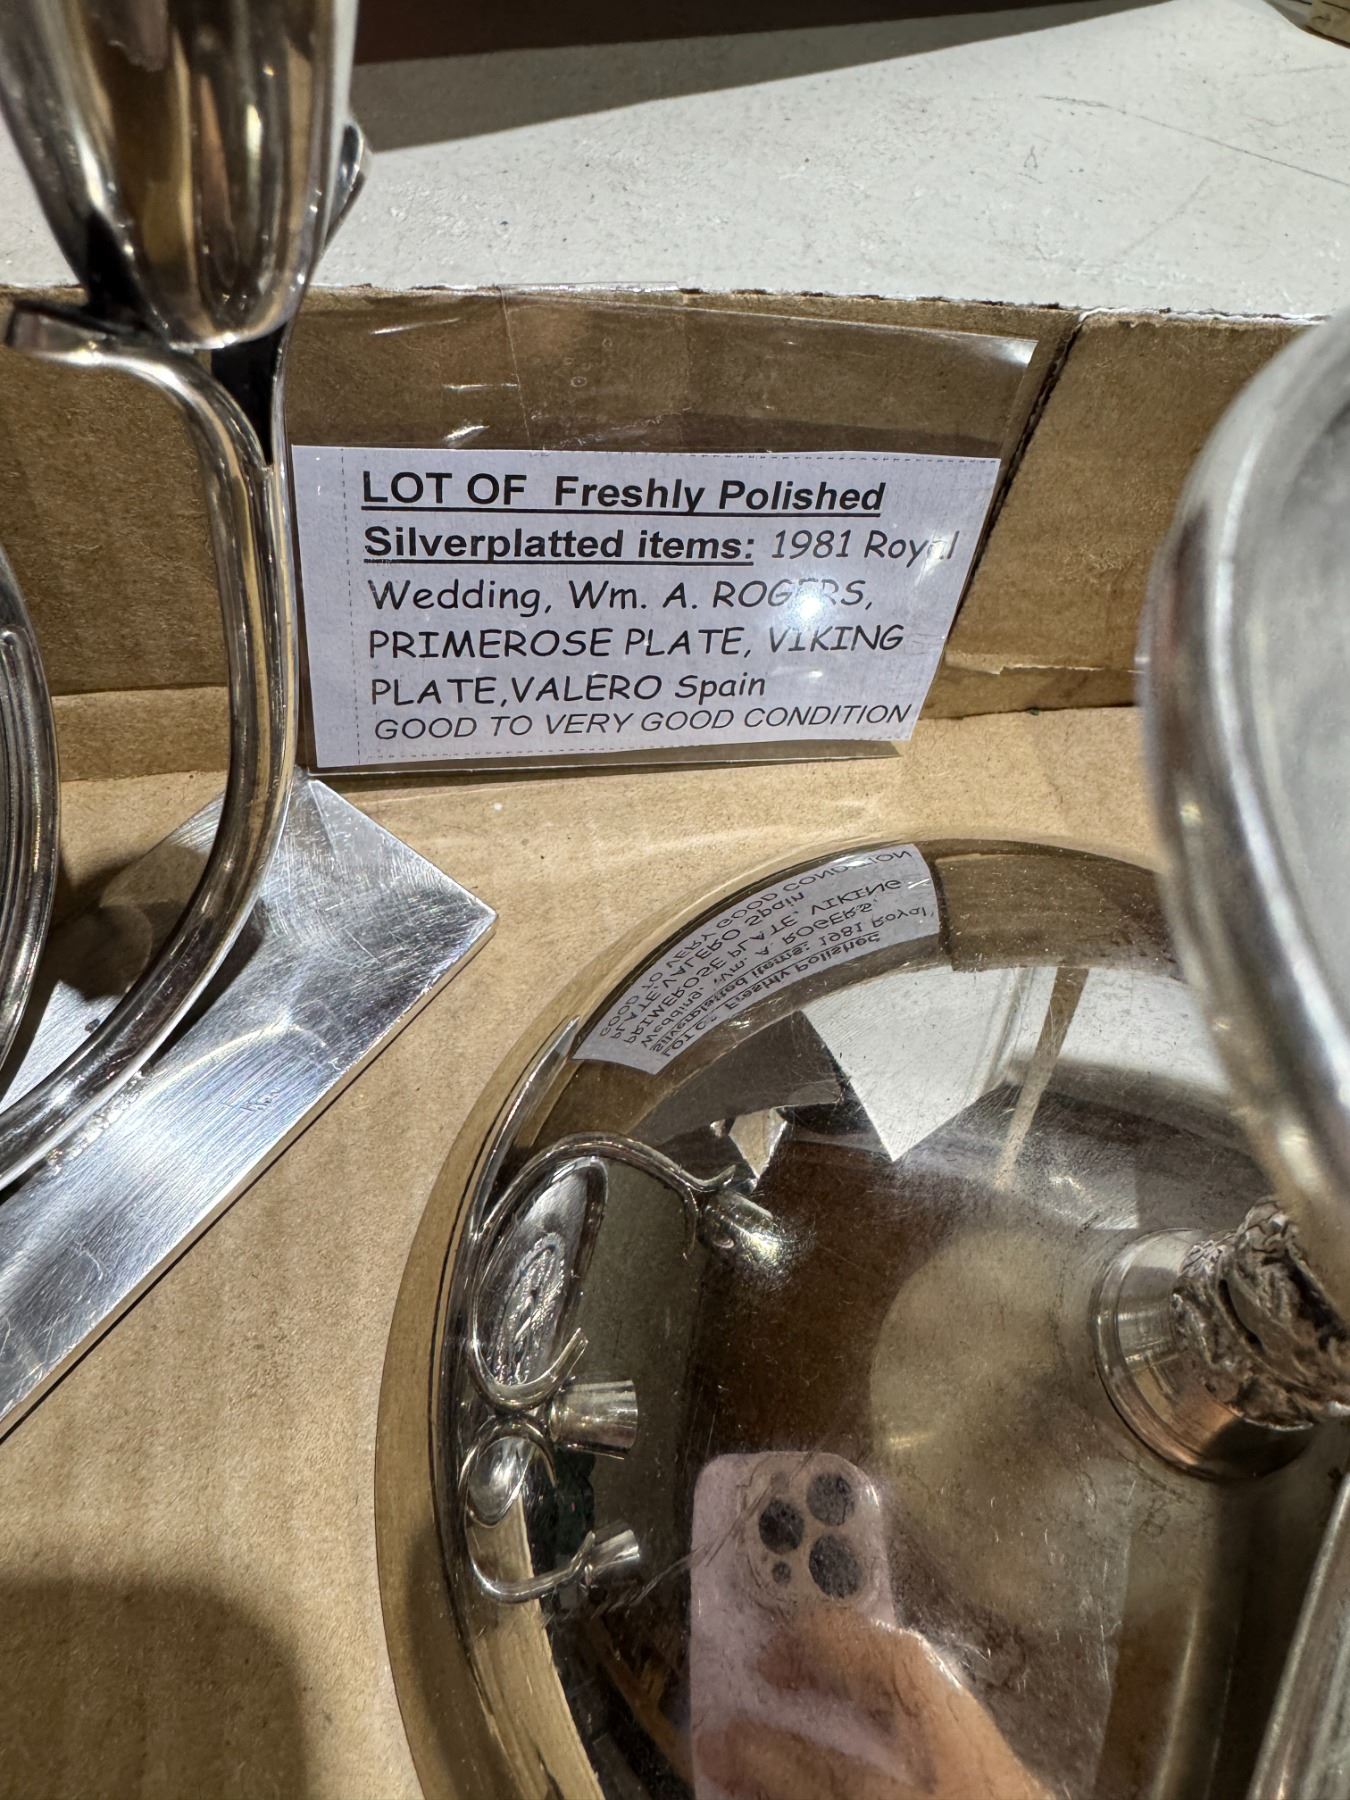 LOT OF Freshly Polished
Silverplatted items: 1981 Royal
Wedding, Wm. A. ROGERS,
PRIMEROSE PLATE, VIKING
PLATE,VALERO Spain
GOOD TO VERY GOOD CONDITION